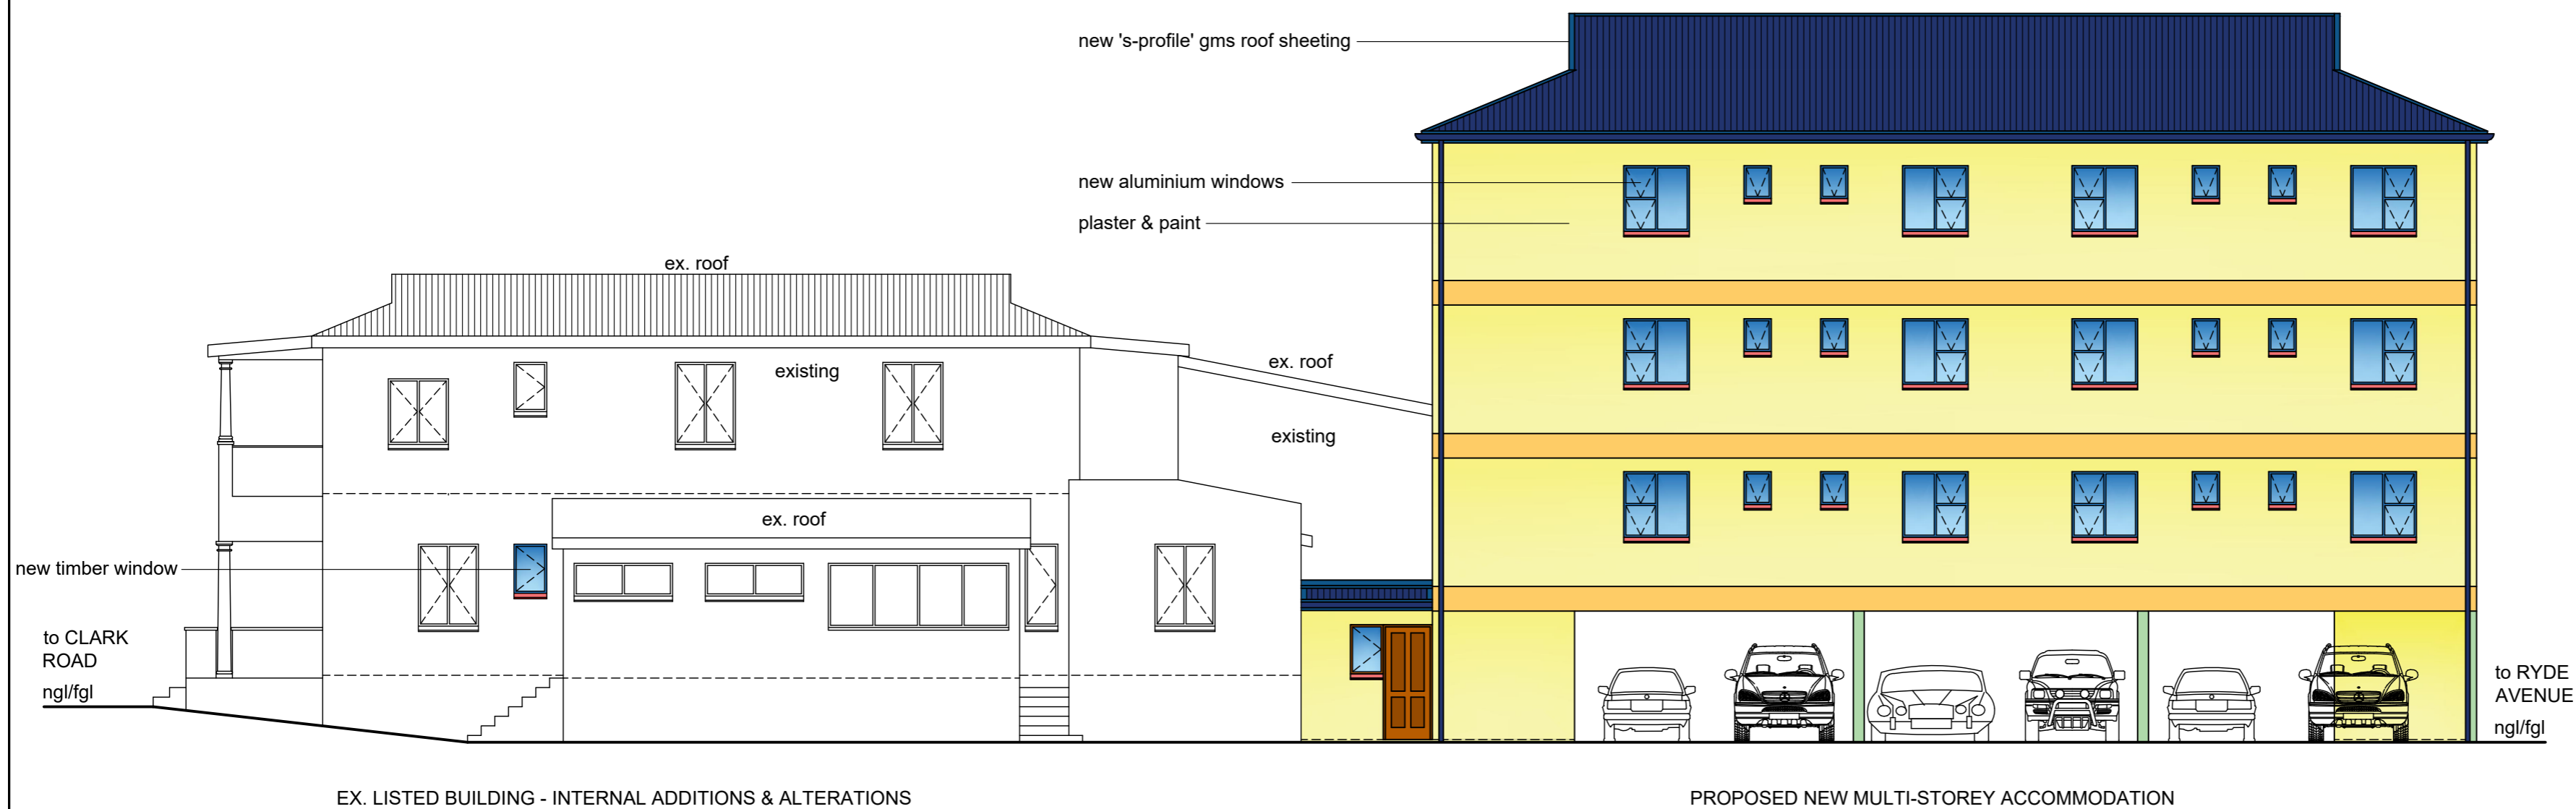 new 's-profile' gms roof sheeting
new aluminium windows
plaster & paint
ex. roof
existing
ex. roof
existing
ex. roof
new timber window
to CLARK
ROAD
ngl/fgl
to RYDE
AVENUE
ngl/fgl
EX. LISTED BUILDING - INTERNAL ADDITIONS & ALTERATIONS
PROPOSED NEW MULTI-STOREY ACCOMMODATION